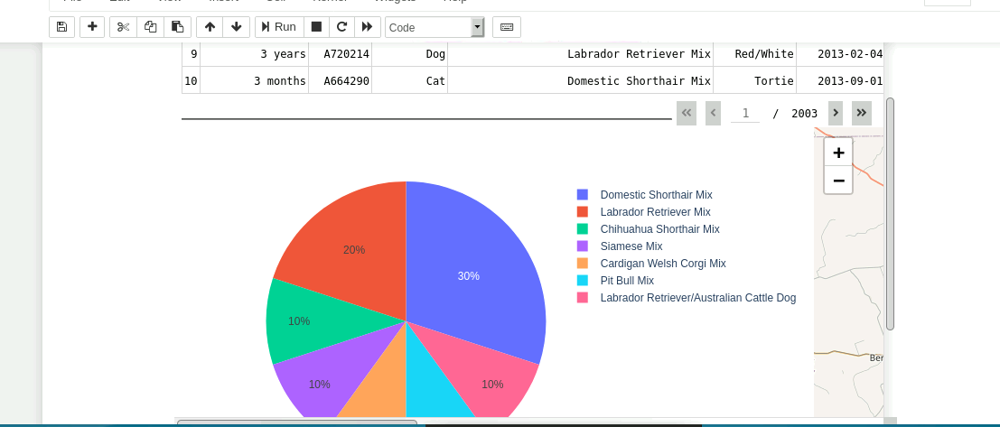 Run Code
9 3 years A720214 Dog Labrador Retriever Mix Red/White 2013-02-04
10 3 months A664290 Cat Domestic Shorthair Mix Tortie 2013-09-01
1 / 2003
+
−
Domestic Shorthair Mix
Labrador Retriever Mix
Chihuahua Shorthair Mix
Siamese Mix
Cardigan Welsh Corgi Mix
Pit Bull Mix
Labrador Retriever/Australian Cattle Dog
20%
30%
10%
10% 10%
Ber